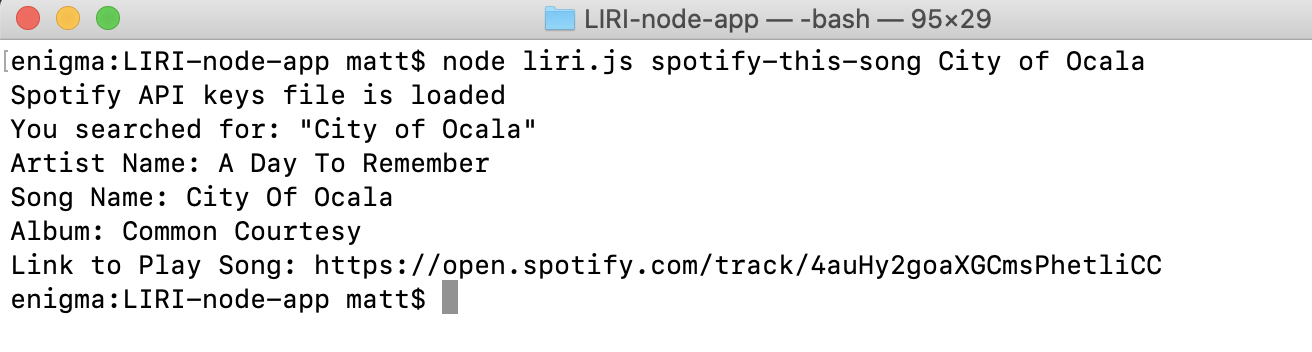 LIRI-node-app — -bash — 95×29
enigma:LIRI-node-app matt$ node liri.js spotify-this-song City of Ocala
Spotify API keys file is loaded
You searched for: "City of Ocala"
Artist Name: A Day To Remember
Song Name: City Of Ocala
Album: Common Courtesy
Link to Play Song: https://open.spotify.com/track/4auHy2goaXGCmsPhetliCC
enigma:LIRI-node-app matt$